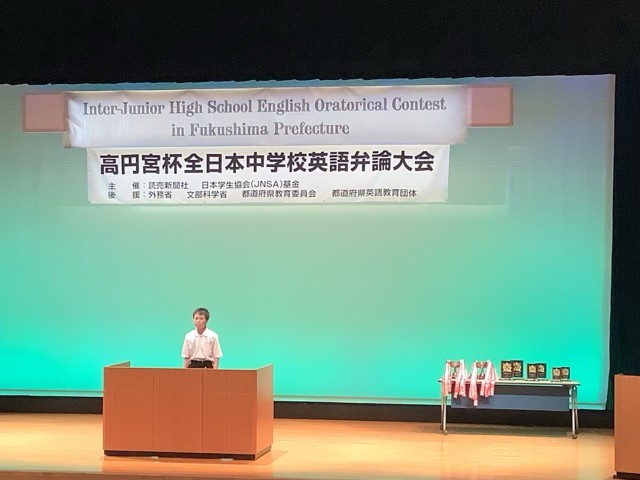 Inter-Junior High School English Oratorical Contest
in Fukushima Prefecture
高円宮杯全日本中学校英語弁論大会
主　催：読売新聞社　日本学生協会(JNSA)基金
後　援：外務省　文部科学省　都道府県教育委員会　都道府県英語教育団体